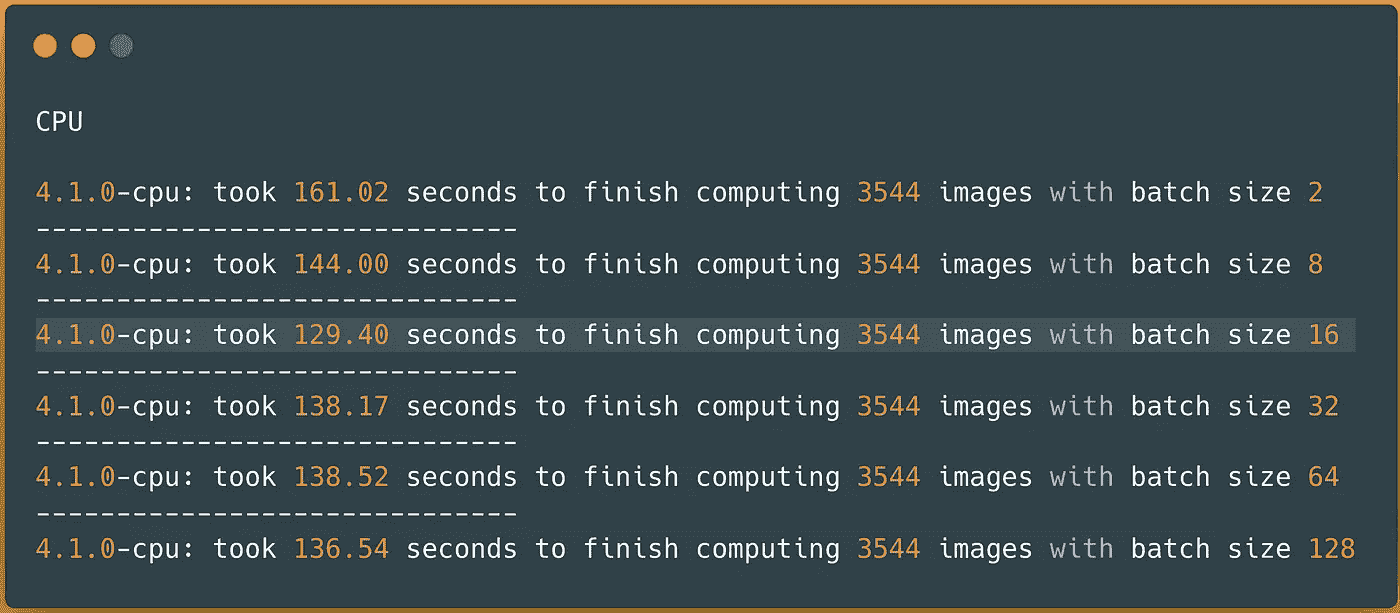 CPU
4.1.0-cpu: took 161.02 seconds to finish computing 3544 images with batch size 2
------------------------------
4.1.0-cpu: took 144.00 seconds to finish computing 3544 images with batch size 8
------------------------------
4.1.0-cpu: took 129.40 seconds to finish computing 3544 images with batch size 16
------------------------------
4.1.0-cpu: took 138.17 seconds to finish computing 3544 images with batch size 32
------------------------------
4.1.0-cpu: took 138.52 seconds to finish computing 3544 images with batch size 64
------------------------------
4.1.0-cpu: took 136.54 seconds to finish computing 3544 images with batch size 128